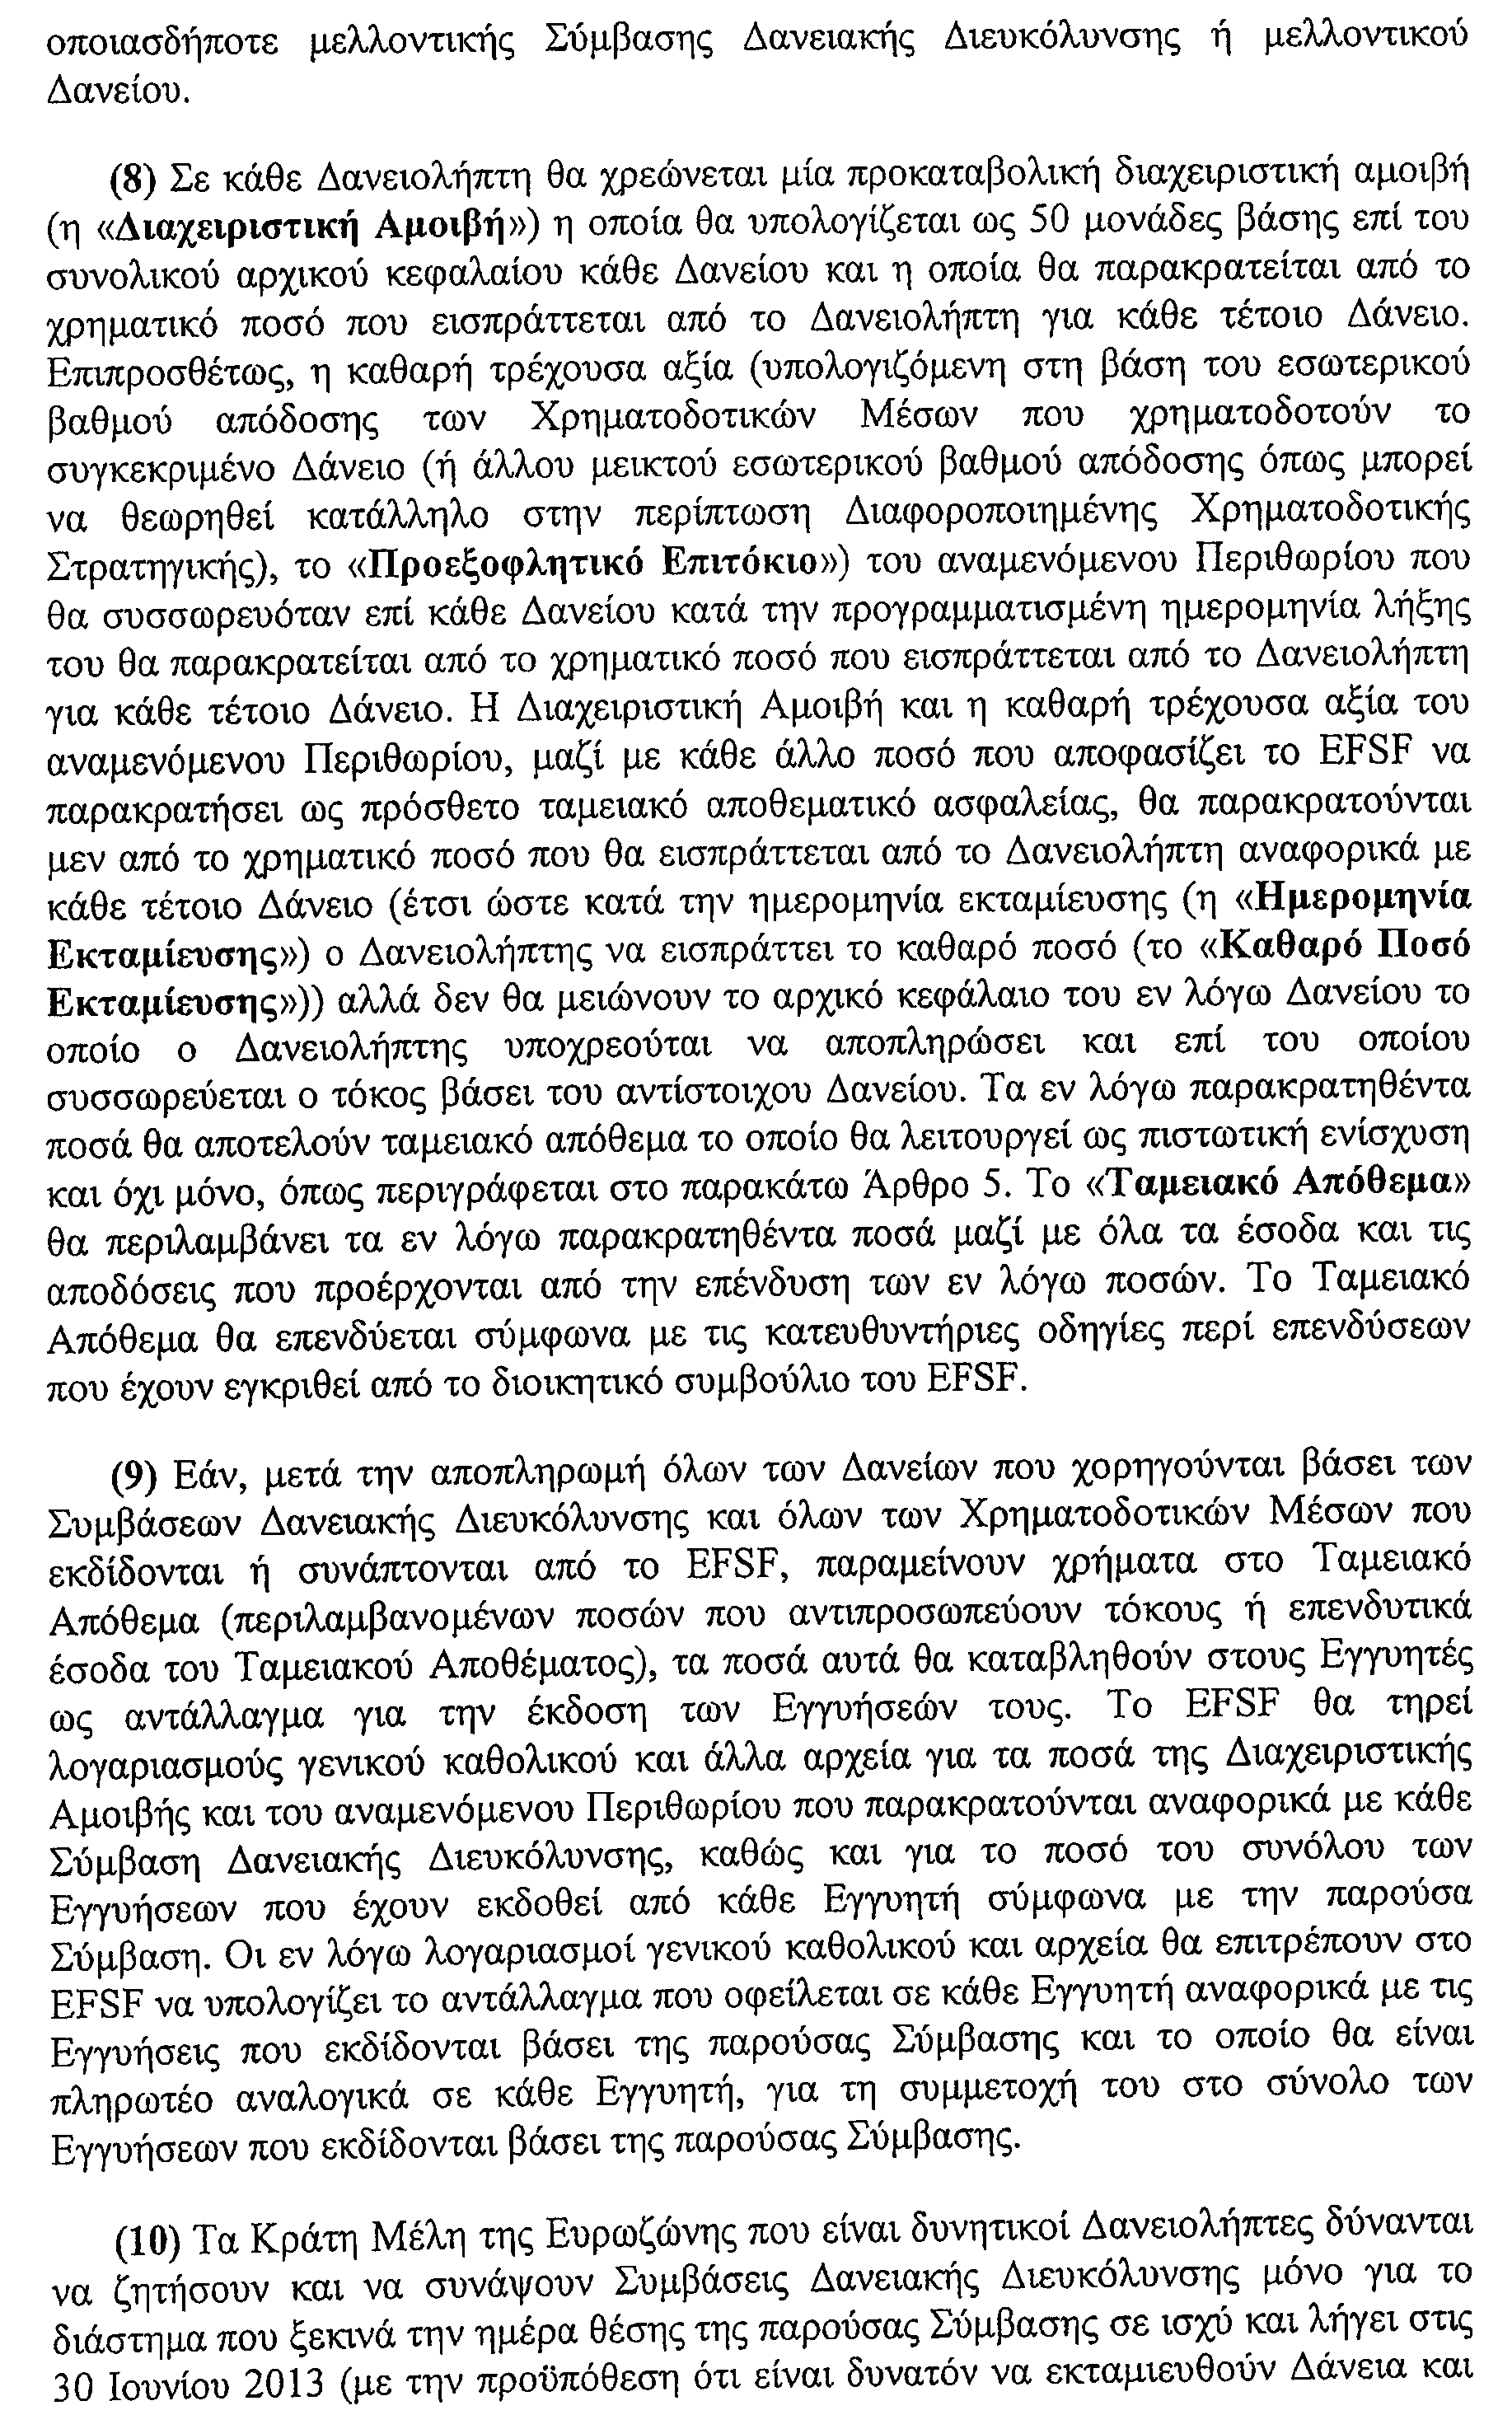 οποιασδήποτε μελλοντικής Σύμβασης Δανειακής Διευκόλυνσης ή μελλοντικού
Δανείου.
(8) Σε κάθε Δανειολήπτη θα χρεώνεται μία προκαταβολική διαχειριστική αμοιβή
(η «Διαχειριστική Αμοιβή») η οποία θα υπολογίζεται ως 50 μονάδες βάσης επί του
συνολικού αρχικού κεφαλαίου κάθε Δανείου και η οποία θα παρακρατείται από το
χρηματικό ποσό που εισπράττεται από το Δανειολήπτη για κάθε τέτοιο Δάνειο.
Επιπροσθέτως, η καθαρή τρέχουσα αξία (υπολογιζόμενη στη βάση του εσωτερικού
βαθμού απόδοσης των Χρηματοδοτικών Μέσων που χρηματοδοτούν το
συγκεκριμένο Δάνειο (ή άλλου μεικτού εσωτερικού βαθμού απόδοσης όπως μπορεί
να θεωρηθεί κατάλληλο στην περίπτωση Διαφοροποιημένης Χρηματοδοτικής
Στρατηγικής), το «Προεξοφλητικό Επιτόκιο») του αναμενόμενου Περιθωρίου που
θα συσσωρευόταν επί κάθε Δανείου κατά την προγραμματισμένη ημερομηνία λήξης
του θα παρακρατείται από το χρηματικό ποσό που εισπράττεται από το Δανειολήπτη
για κάθε τέτοιο Δάνειο. Η Διαχειριστική Αμοιβή και η καθαρή τρέχουσα αξία του
αναμενόμενου Περιθωρίου, μαζί με κάθε άλλο ποσό που αποφασίζει το EFSF να
παρακρατήσει ως πρόσθετο ταμειακό αποθεματικό ασφαλείας, θα παρακρατούνται
μεν από το χρηματικό ποσό που θα εισπράττεται από το Δανειολήπτη αναφορικά με
κάθε τέτοιο Δάνειο (έτσι ώστε κατά την ημερομηνία εκταμίευσης (η «Ημερομηνία
Εκταμίευσης») ο Δανειολήπτης να εισπράττει το καθαρό ποσό (το «Καθαρό Ποσό
Εκταμίευσης»)) αλλά δεν θα μειώνουν το αρχικό κεφάλαιο του εν λόγω Δανείου το
οποίο ο Δανειολήπτης υποχρεούται να αποπληρώσει και επί του οποίου
συσσωρεύεται ο τόκος βάσει του αντίστοιχου Δανείου. Τα εν λόγω παρακρατηθέντα
ποσά θα αποτελούν ταμειακό απόθεμα το οποίο θα λειτουργεί ως πιστωτική ενίσχυση
και όχι μόνο, όπως περιγράφεται στο παρακάτω Άρθρο 5. Το «Ταμειακό Απόθεμα»
θα περιλαμβάνει τα εν λόγω παρακρατηθέντα ποσά μαζί με όλα τα έσοδα και τις
αποδόσεις που προέρχονται από την επένδυση των εν λόγω ποσών. Το Ταμειακό
Απόθεμα θα επενδύεται σύμφωνα με τις κατευθυντήριες οδηγίες περί επενδύσεων
που έχουν εγκριθεί από το διοικητικό συμβούλιο του EFSF.
(9) Εάν, μετά την αποπληρωμή όλων των Δανείων που χορηγούνται βάσει των
Συμβάσεων Δανειακής Διευκόλυνσης και όλων των Χρηματοδοτικών Μέσων που
εκδίδονται ή συνάπτονται από το EFSF, παραμείνουν χρήματα στο Ταμειακό
Απόθεμα (περιλαμβανομένων ποσών που αντιπροσωπεύουν τόκους ή επενδυτικά
έσοδα του Ταμειακού Αποθέματος), τα ποσά αυτά θα καταβληθούν στους Εγγυητές
ως αντάλλαγμα για την έκδοση των Εγγυήσεών τους. Το EFSF θα τηρεί
λογαριασμούς γενικού καθολικού και άλλα αρχεία για τα ποσά της Διαχειριστικής
Αμοιβής και του αναμενόμενου Περιθωρίου που παρακρατούνται αναφορικά με κάθε
Σύμβαση Δανειακής Διευκόλυνσης, καθώς και για το ποσό του συνόλου των
Εγγυήσεων που έχουν εκδοθεί από κάθε Εγγυητή σύμφωνα με την παρούσα
Σύμβαση. Οι εν λόγω λογαριασμοί γενικού καθολικού και αρχεία θα επιτρέπουν στο
EFSF να υπολογίζει το αντάλλαγμα που οφείλεται σε κάθε Εγγυητή αναφορικά με τις
Εγγυήσεις που εκδίδονται βάσει της παρούσας Σύμβασης και το οποίο θα είναι
πληρωτέο αναλογικά σε κάθε Εγγυητή, για τη συμμετοχή του στο σύνολο των
Εγγυήσεων που εκδίδονται βάσει της παρούσας Σύμβασης.
(10) Τα Κράτη Μέλη της Ευρωζώνης που είναι δυνητικοί Δανειολήπτες δύνανται
να ζητήσουν και να συνάψουν Συμβάσεις Δανειακής Διευκόλυνσης μόνο για το
διάστημα που ξεκινά την ημέρα θέσης της παρούσας Σύμβασης σε ισχύ και λήγει στις
30 Ιουνίου 2013 (με την προϋπόθεση ότι είναι δυνατόν να εκταμιευθούν Δάνεια και